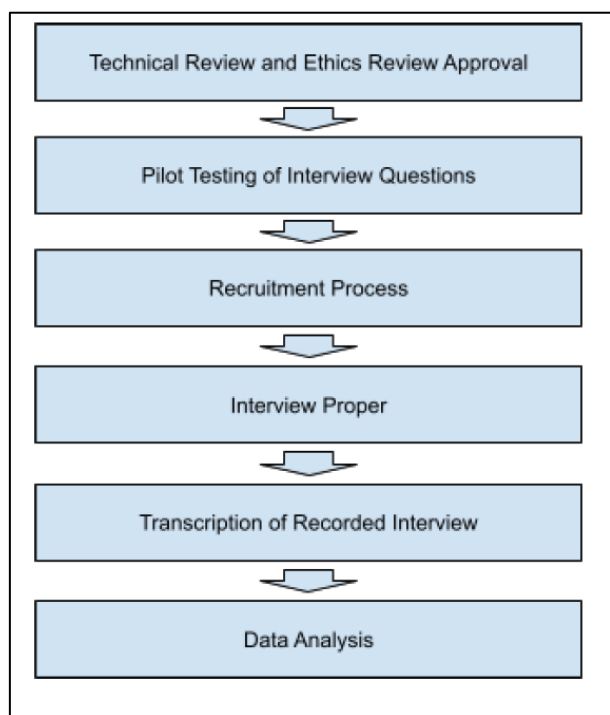 Technical Review and Ethics Review Approval
Pilot Testing of Interview Questions
Recruitment Process
Interview Proper
Transcription of Recorded Interview
Data Analysis